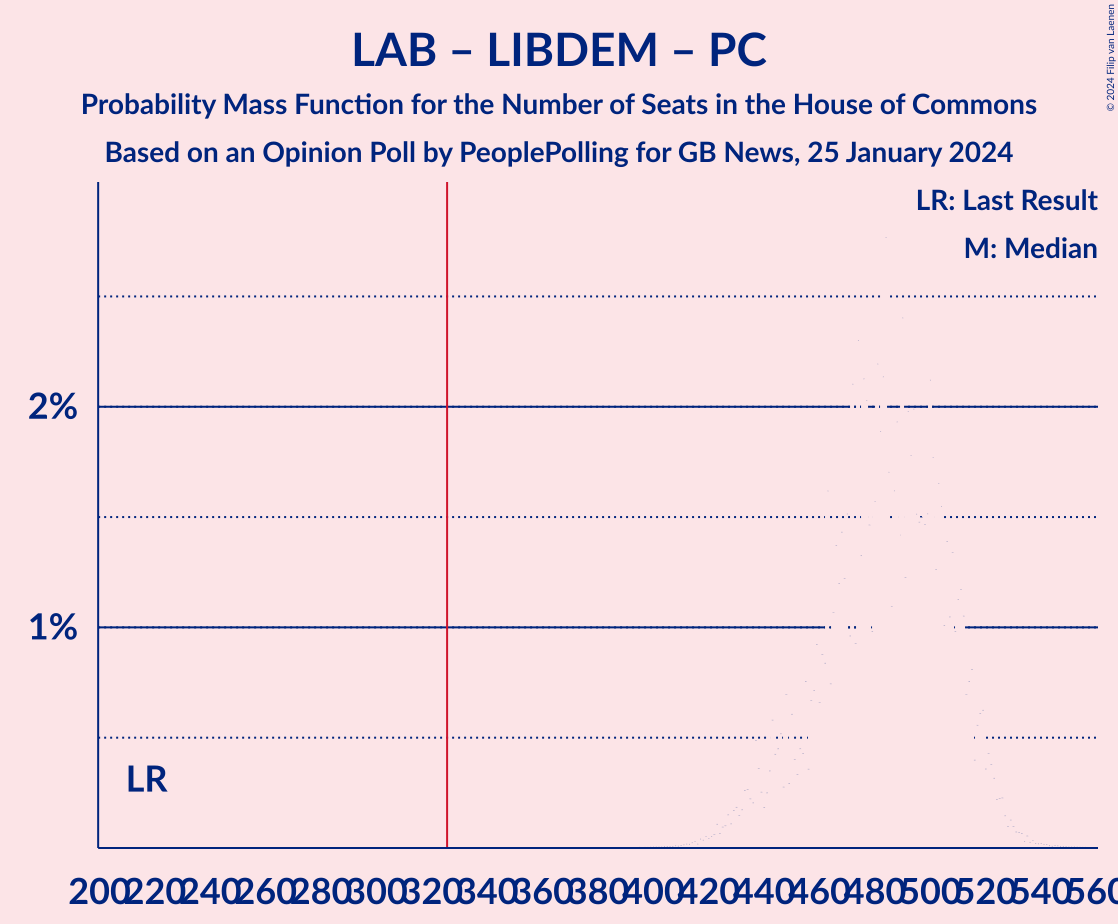 LAB – LIBDEM – PC
Probability Mass Function for the Number of Seats in the House of Commons
Based on an Opinion Poll by PeoplePolling for GB News, 25 January 2024
© 2024 Filip van Laenen
LR: Last Result
M: Median
2%
1%
LR
200 220 240 260 280 300 320 340 360 380 400 420 440 460 480 500 520 540 560